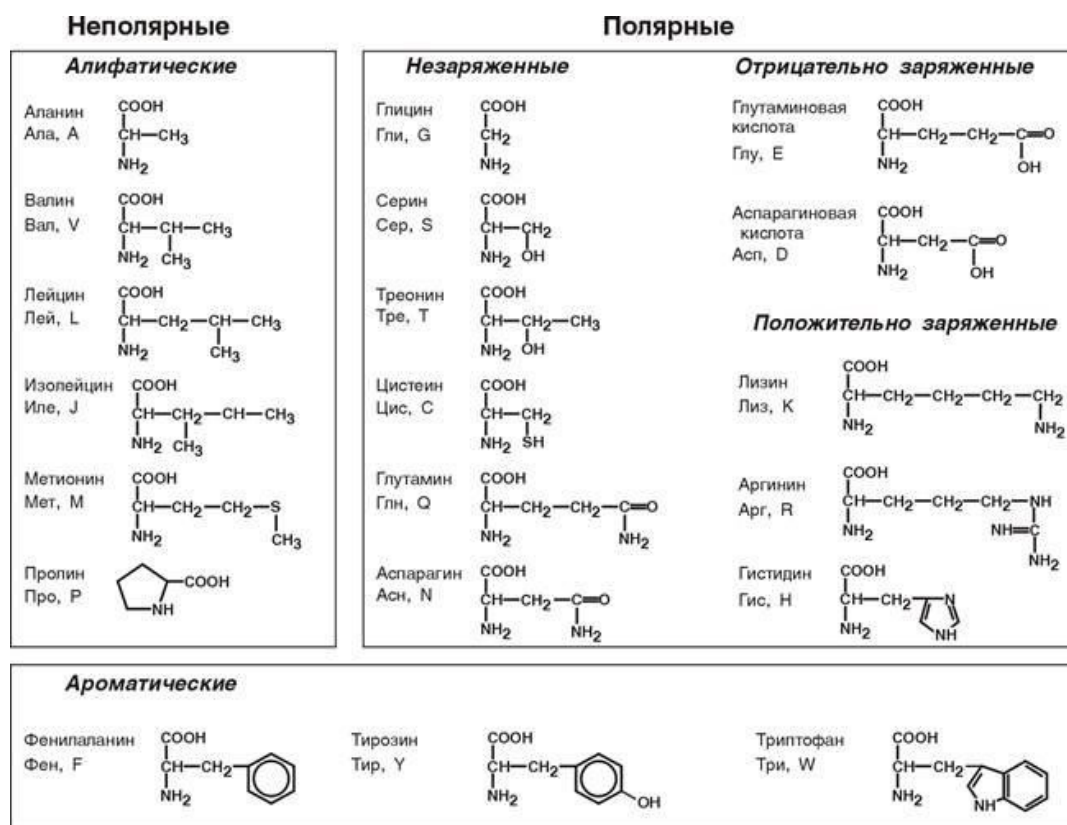 Неполярные
Полярные
Алифатические
Аланин
Ала, А
COOH
CH—CH3
NH2
Валин
Вал, V
COOH
CH—CH—CH3
NH2 CH3
Лейцин
Лей, L
COOH
CH—CH2—CH—CH3
NH2 CH3
Изолейцин
Иле, J
COOH
CH—CH2—CH—CH3
NH2 CH3
Метионин
Мет, M
COOH
CH—CH2—CH2—S
NH2 CH3
Пролин
Про, P
COOH
NH
Незаряженные
Глицин
Гли, G
COOH
CH2
NH2
Серин
Сер, S
COOH
CH—CH2
NH2 OH
Треонин
Тре, T
COOH
CH—CH2—CH3
NH2 OH
Цистеин
Цис, C
COOH
CH—CH2
NH2 SH
Глутамин
Глн, Q
COOH
CH—CH2—CH2—C=O
NH2 NH2
Аспарагин
Асн, N
COOH
CH—CH2—C=O
NH2 NH2
Отрицательно заряженные
Глутаминовая
кислота
Глу, E
COOH
CH—CH2—CH2—C=O
NH2 OH
Аспарагиновая
кислота
Асп, D
COOH
CH—CH2—C=O
NH2 OH
Положительно заряженные
Лизин
Лиз, K
COOH
CH—CH2—CH2—CH2—CH2
NH2 NH2
Аргинин
Арг, R
COOH
CH—CH2—CH2—CH2—NH
NH2 NH=C
NH2
Гистидин
Гис, H
COOH
CH—CH2 N
NH2 NH
Ароматические
Фенилаланин
Фен, F
COOH
CH—CH2
NH2
Тирозин
Тир, Y
COOH
CH—CH2
NH2 OH
Триптофан
Три, W
COOH
CH—CH2
NH2 NH